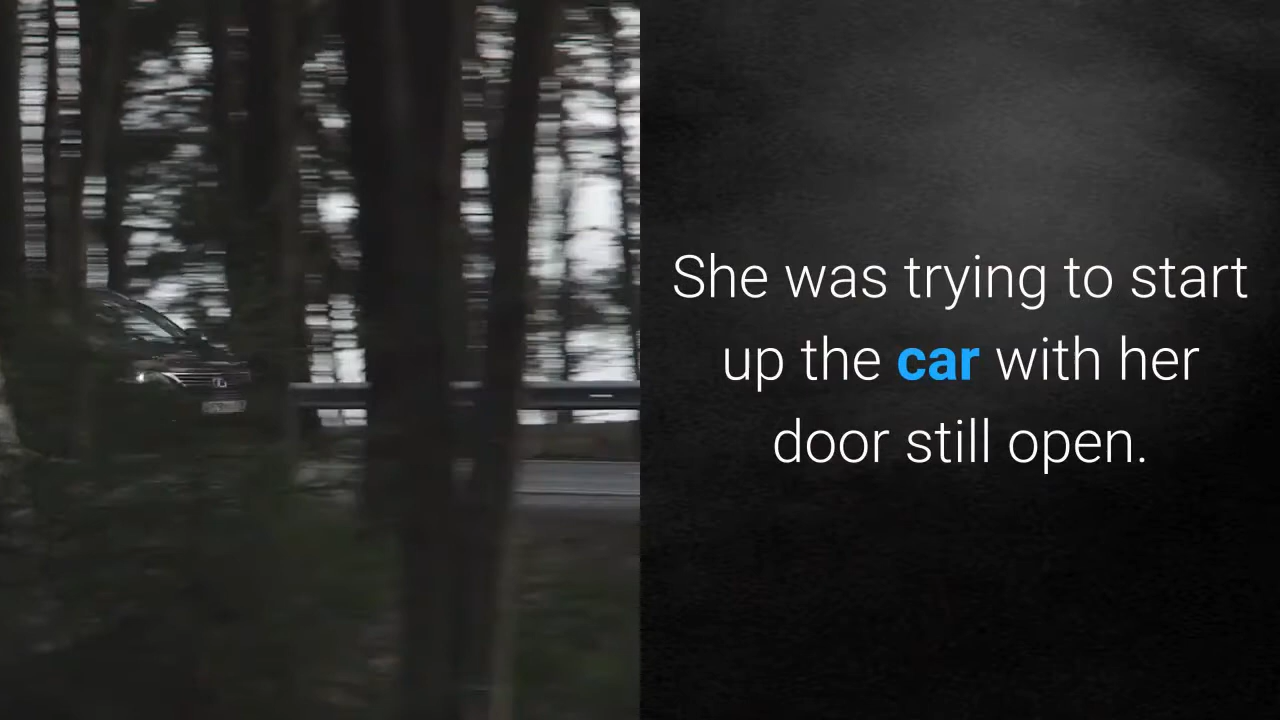 She was trying to start
up the car with her
door still open.